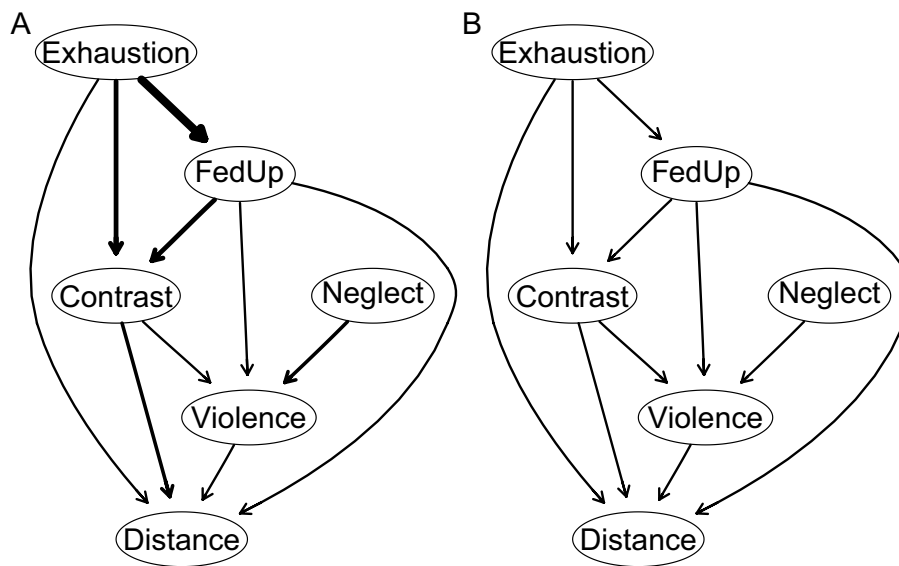 A
Exhaustion
FedUp
Contrast
Neglect
Violence
Distance
B
Exhaustion
FedUp
Contrast
Neglect
Violence
Distance